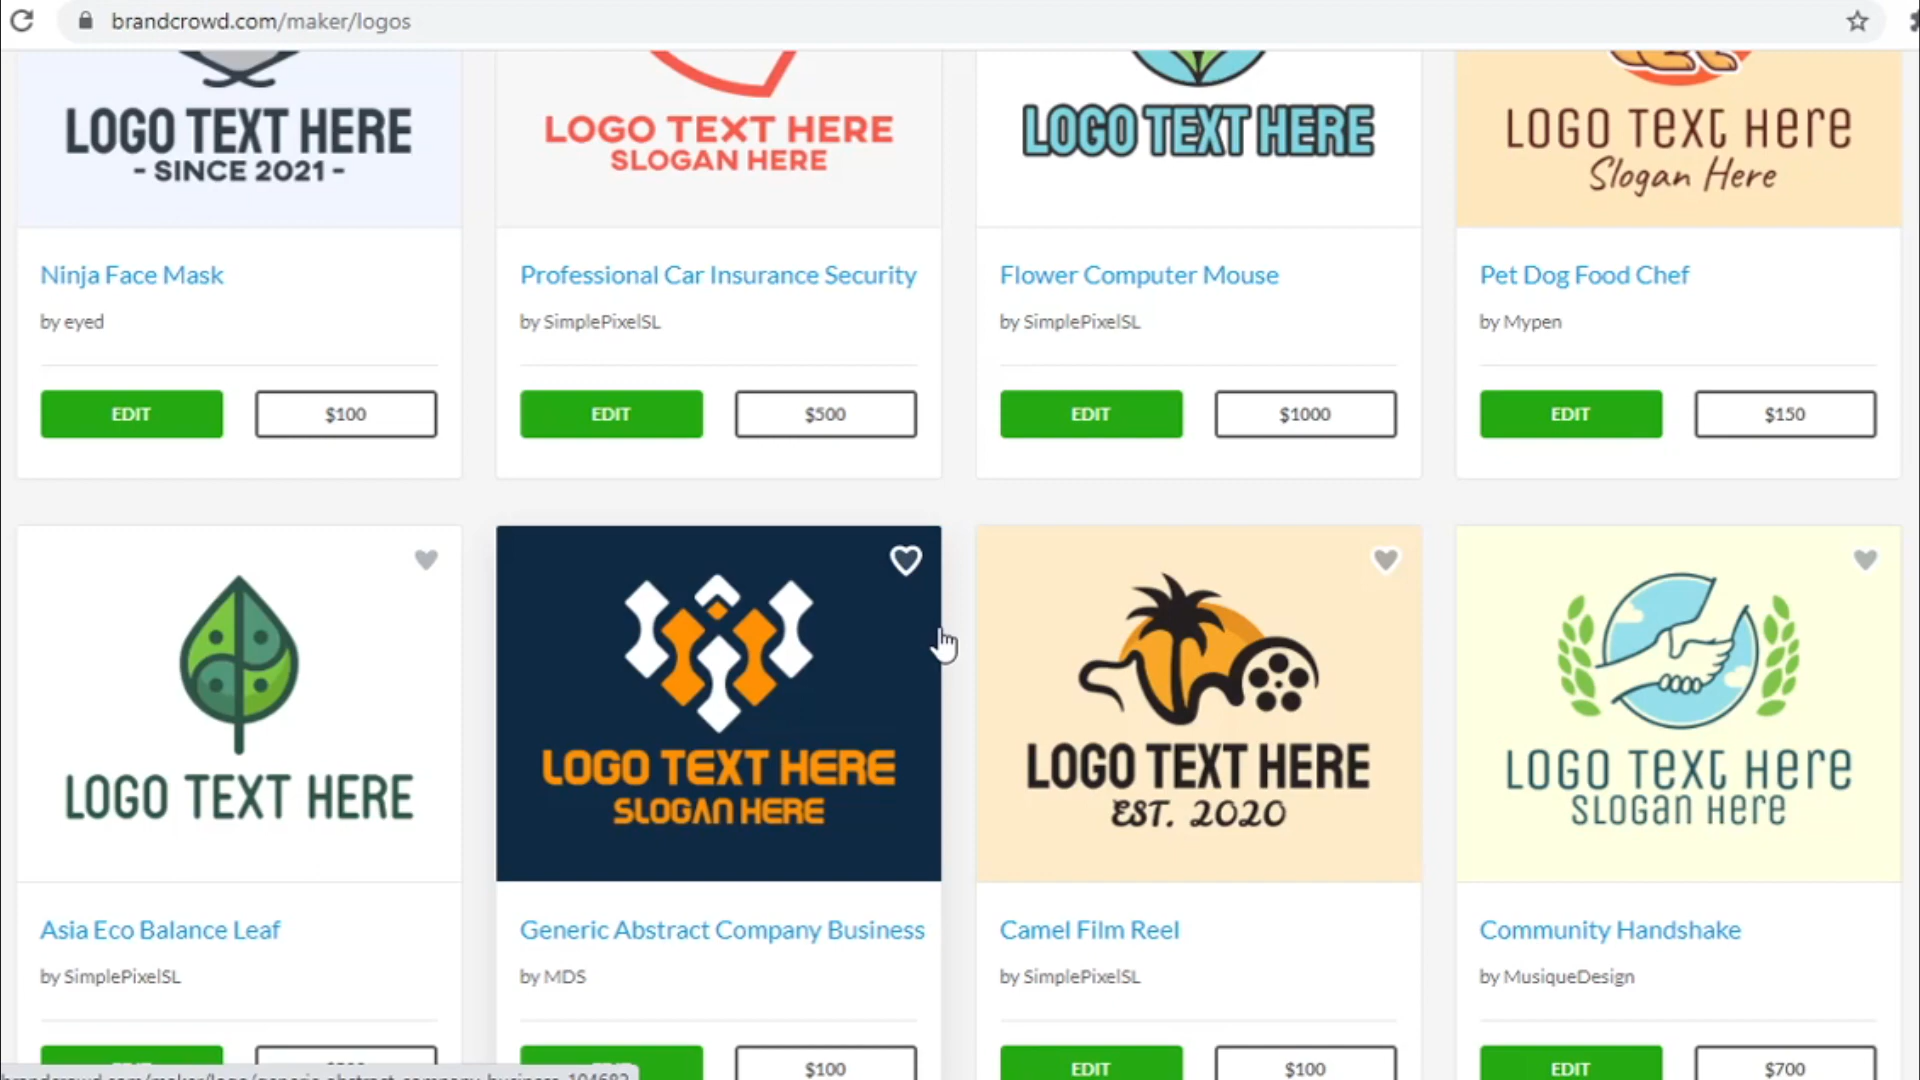 brandcrowd.com/maker/logos
LOGO TEXT HERE
- SINCE 2021 -
LOGO TEXT HERE
SLOGAN HERE
LOGO TEXT HERE
LOGO TEXT HERE
Slogan Here
Ninja Face Mask
by eyed
EDIT
$100
Professional Car Insurance Security
by SimplePixelSL
EDIT
$500
Flower Computer Mouse
by SimplePixelSL
EDIT
$1000
Pet Dog Food Chef
by Mypen
EDIT
$150
LOGO TEXT HERE
LOGO TEXT HERE
SLOGAN HERE
LOGO TEXT HERE
EST. 2020
LOGO TEXT HERE
SLOGAN HERE
Asia Eco Balance Leaf
by SimplePixelSL
Generic Abstract Company Business
by MDS
$100
Camel Film Reel
by SimplePixelSL
EDIT
$100
Community Handshake
by MusiqueDesign
EDIT
$700